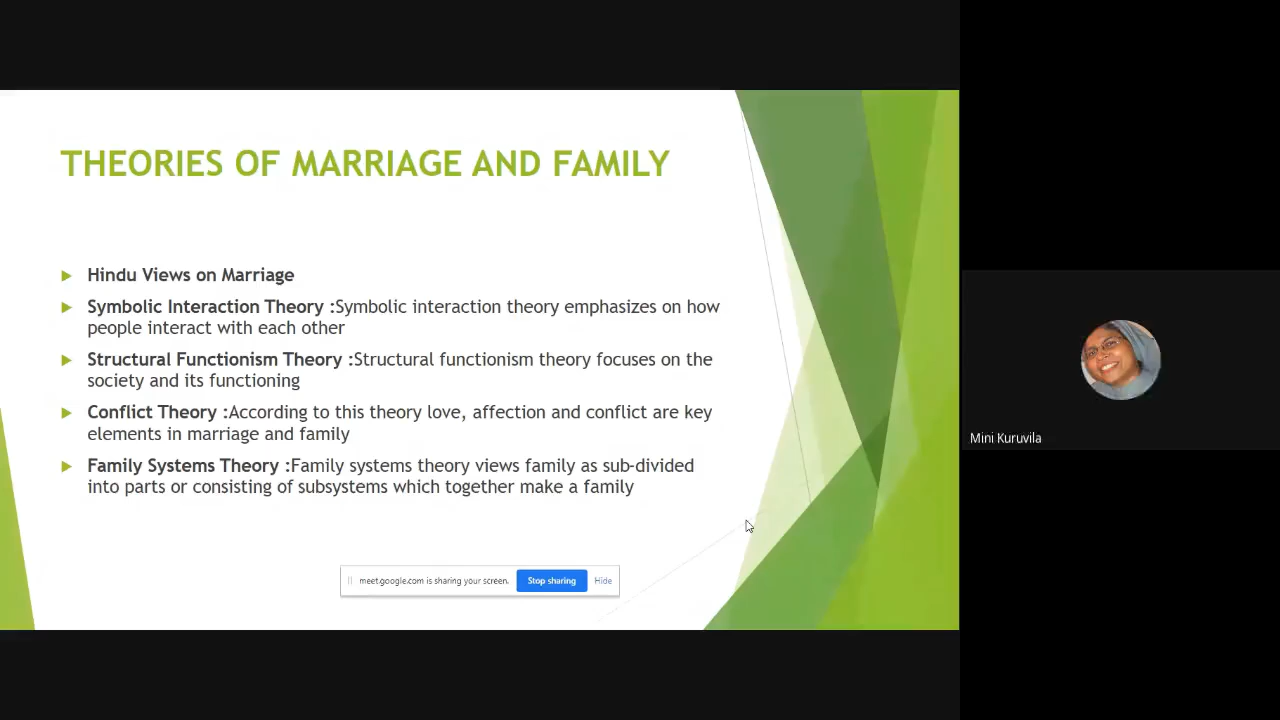 THEORIES OF MARRIAGE AND FAMILY
Hindu Views on Marriage
Symbolic Interaction Theory :Symbolic interaction theory emphasizes on how
people interact with each other
Structural Functionism Theory :Structural functionism theory focuses on the
society and its functioning
Conflict Theory :According to this theory love, affection and conflict are key
elements in marriage and family
Family Systems Theory :Family systems theory views family as sub-divided
into parts or consisting of subsystems which together make a family
meet.google.com is sharing your screen. Stop sharing Hide
Mini Kuruvila